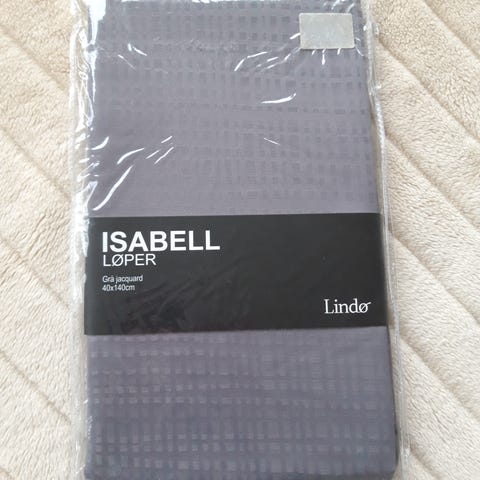 ISABELL
LØPER
Grå jacquard
40x140cm
Lindø